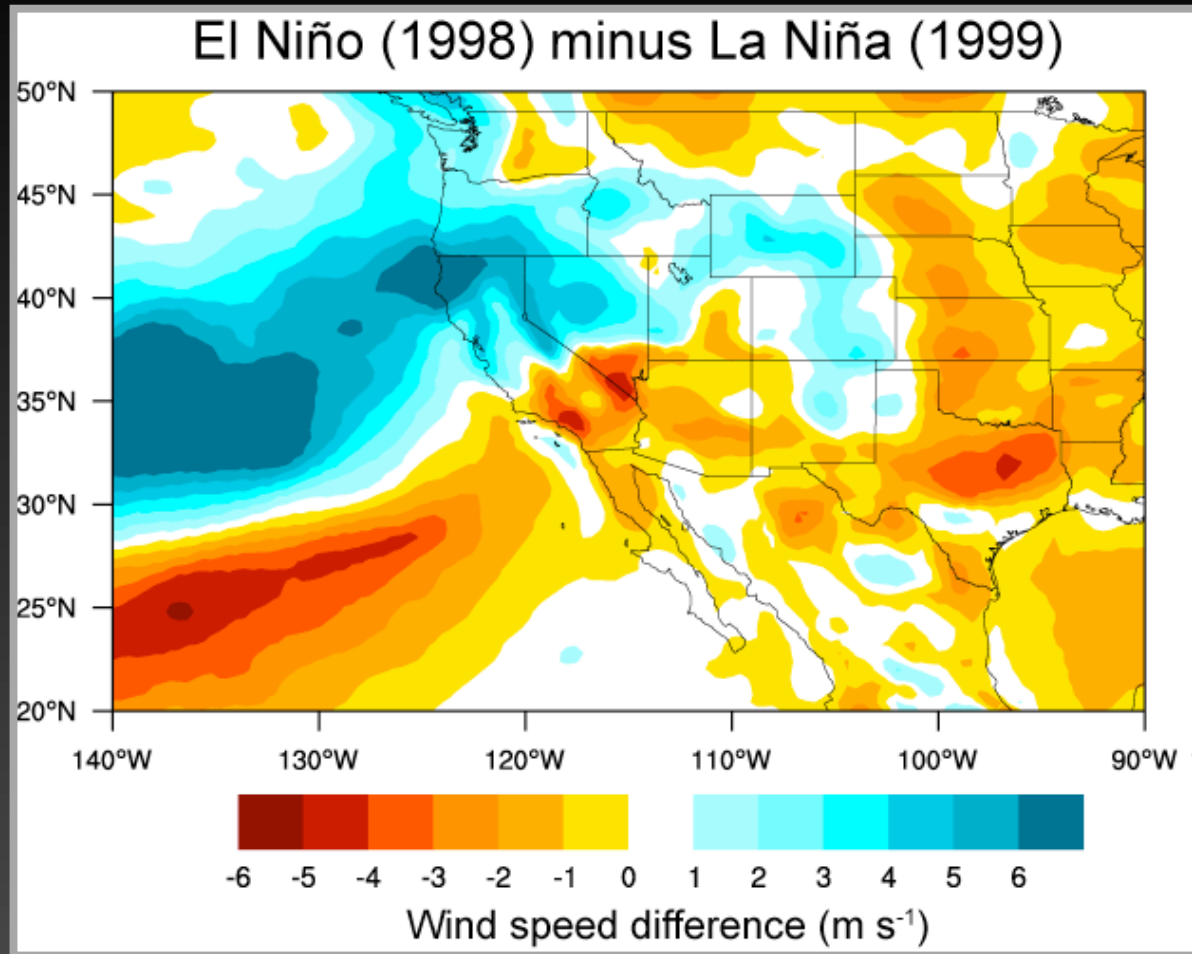 El Niño (1998) minus La Niña (1999)
50°N
45°N
40°N
35°N
30°N
25°N
20°N
140°W 130°W 120°W 110°W 100°W 90°W
-6 -5 -4 -3 -2 -1 0 1 2 3 4 5 6
Wind speed difference (m s⁻¹)